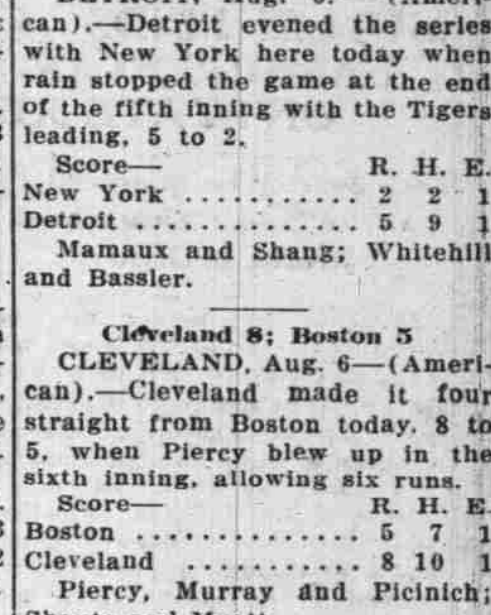 can).—Detroit evened the series
with New York here today when
rain stopped the game at the end
of the fifth inning with the Tigers
leading, 5 to 2.
Score— R. H. E.
New York ........... 2 2 1
Detroit .............. 5 9 1
Mamaux and Shang; Whitehill
and Bassler.
Cleveland 8; Boston 5
CLEVELAND, Aug. 6—(Ameri-
can).—Cleveland made it four
straight from Boston today, 8 to
5, when Piercy blew up in the
sixth inning, allowing six runs.
Score— R. H. E.
Boston .............. 5 7 1
Cleveland ........... 8 10 1
Piercy, Murray and Picinich;